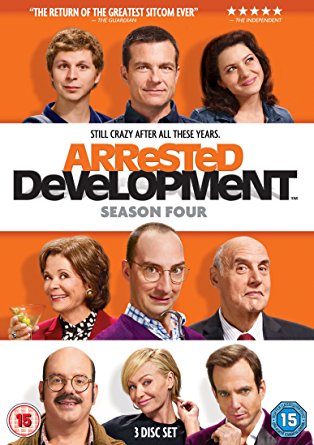 "THE RETURN OF THE GREATEST SITCOM EVER" ★★★★★
– THE GUARDIAN – THE INDEPENDENT
STILL CRAZY AFTER ALL THESE YEARS.
ARReSTeD
DeVeLOPMeNT™
SEASON FOUR
15
3 DISC SET
15